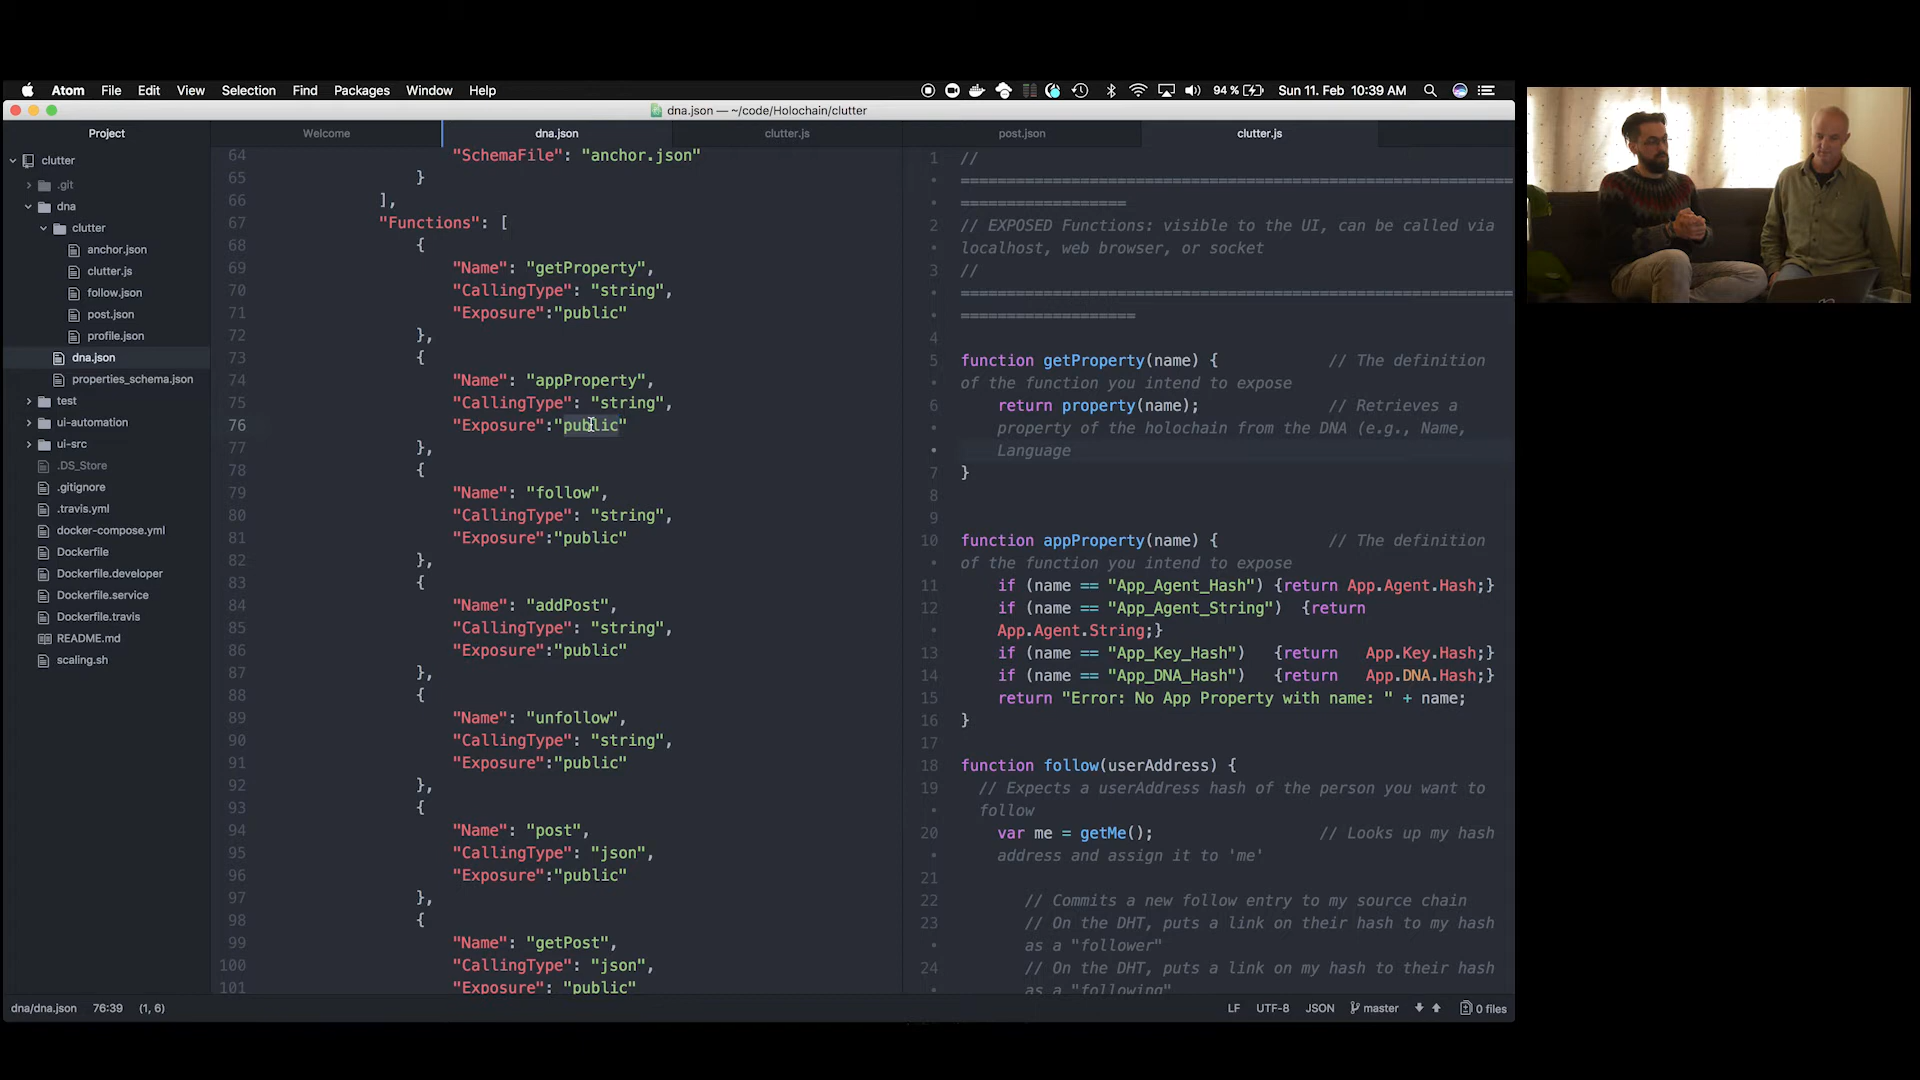 Atom File Edit View Selection Find Packages Window Help
94 % Sun 11. Feb 10:39 AM
dna.json — ~/code/Holochain/clutter
Project
clutter
.git
dna
clutter
anchor.json
clutter.js
follow.json
post.json
profile.json
dna.json
properties_schema.json
test
ui-automation
ui-src
.DS_Store
.gitignore
.travis.yml
docker-compose.yml
Dockerfile
Dockerfile.developer
Dockerfile.service
Dockerfile.travis
README.md
scaling.sh
Welcome dna.json clutter.js post.json clutter.js
64 "SchemaFile": "anchor.json"
65 }
66 ],
67 "Functions": [
68 {
69 "Name": "getProperty",
70 "CallingType": "string",
71 "Exposure":"public"
72 },
73 {
74 "Name": "appProperty",
75 "CallingType": "string",
76 "Exposure":"public"
77 },
78 {
79 "Name": "follow",
80 "CallingType": "string",
81 "Exposure":"public"
82 },
83 {
84 "Name": "addPost",
85 "CallingType": "string",
86 "Exposure":"public"
87 },
88 {
89 "Name": "unfollow",
90 "CallingType": "string",
91 "Exposure":"public"
92 },
93 {
94 "Name": "post",
95 "CallingType": "json",
96 "Exposure":"public"
97 },
98 {
99 "Name": "getPost",
100 "CallingType": "json",
101 "Exposure": "public"
1 //
============================================================
==================
2 // EXPOSED Functions: visible to the UI, can be called via
localhost, web browser, or socket
3 //
============================================================
===================
4
5 function getProperty(name) { // The definition
of the function you intend to expose
6 return property(name); // Retrieves a
property of the holochain from the DNA (e.g., Name,
Language
7 }
8
9
10 function appProperty(name) { // The definition
of the function you intend to expose
11 if (name == "App_Agent_Hash") {return App.Agent.Hash;}
12 if (name == "App_Agent_String") {return
App.Agent.String;}
13 if (name == "App_Key_Hash") {return App.Key.Hash;}
14 if (name == "App_DNA_Hash") {return App.DNA.Hash;}
15 return "Error: No App Property with name: " + name;
16 }
17
18 function follow(userAddress) {
19 // Expects a userAddress hash of the person you want to
follow
20 var me = getMe(); // Looks up my hash
address and assign it to 'me'
21
22 // Commits a new follow entry to my source chain
23 // On the DHT, puts a link on their hash to my hash
as a "follower"
24 // On the DHT, puts a link on my hash to their hash
as a "following"
dna/dna.json 76:39 (1, 6) LF UTF-8 JSON master 0 files